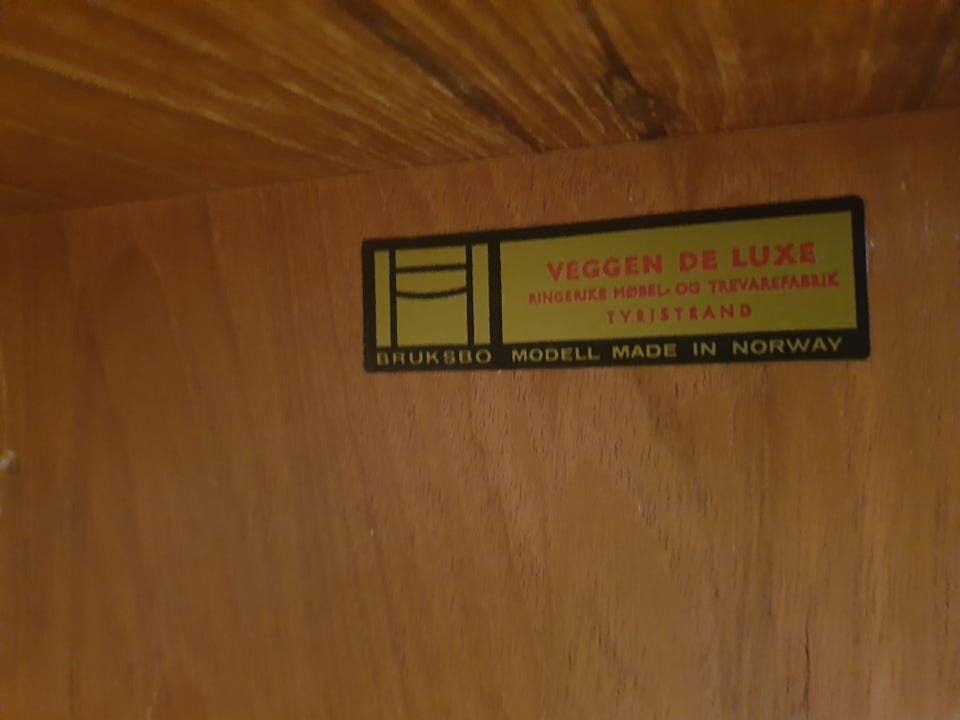 VEGGEN DE LUXE
RINGERIKE MØBEL- OG TREVAREFABRIK
TYRISTRAND
BRUKSBO MODELL MADE IN NORWAY